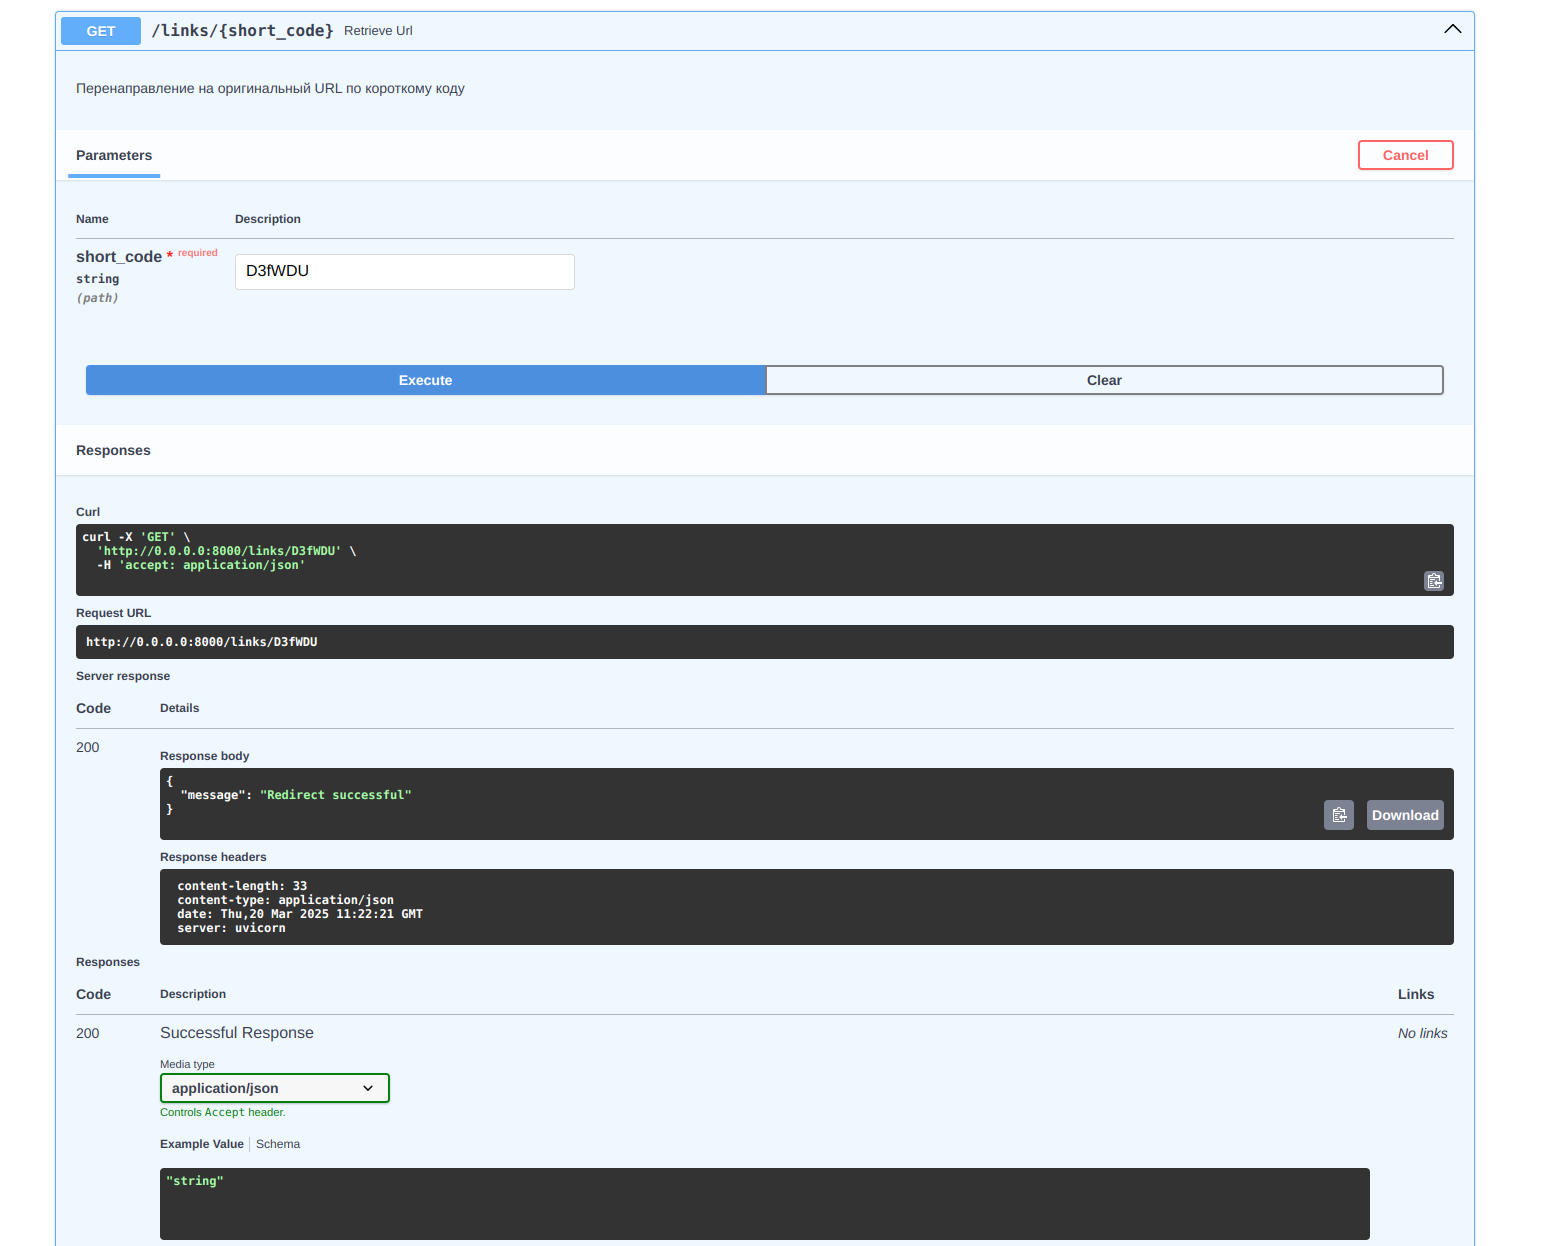 GET /links/{short_code} Retrieve Url
Перенаправление на оригинальный URL по короткому коду
Parameters Cancel
Name Description
short_code * required
string
(path)
D3fWDU
Execute Clear
Responses
Curl
curl -X 'GET' \
'http://0.0.0.0:8000/links/D3fWDU' \
-H 'accept: application/json'
Request URL
http://0.0.0.0:8000/links/D3fWDU
Server response
Code Details
200
Response body
{
"message": "Redirect successful"
}
Download
Response headers
content-length: 33
content-type: application/json
date: Thu,20 Mar 2025 11:22:21 GMT
server: uvicorn
Responses
Code Description Links
200 Successful Response No links
Media type
application/json
Controls Accept header.
Example Value Schema
"string"